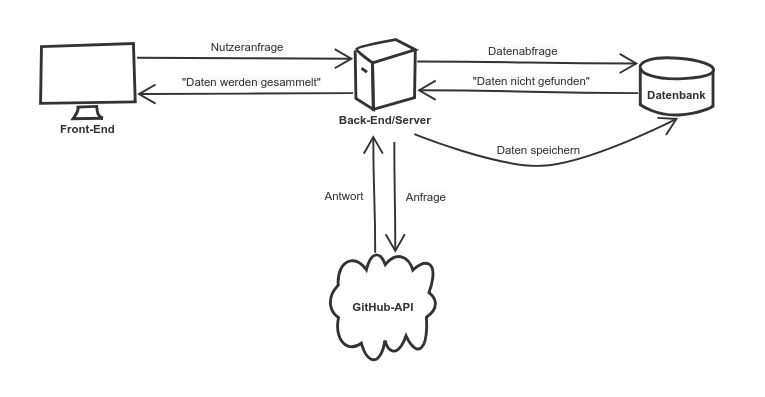 Nutzeranfrage
Datenabfrage
"Daten werden gesammelt"
"Daten nicht gefunden"
Datenbank
Front-End
Back-End/Server
Daten speichern
Antwort
Anfrage
GitHub-API